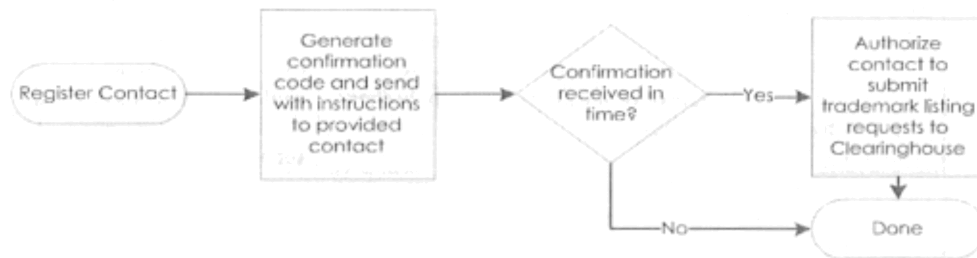 Register Contact
Generate
confirmation
code and send
with instructions
to provided
contact
Confirmation
received in
time?
Yes
Authorize
contact to
submit
trademark listing
requests to
Clearinghouse
No
Done